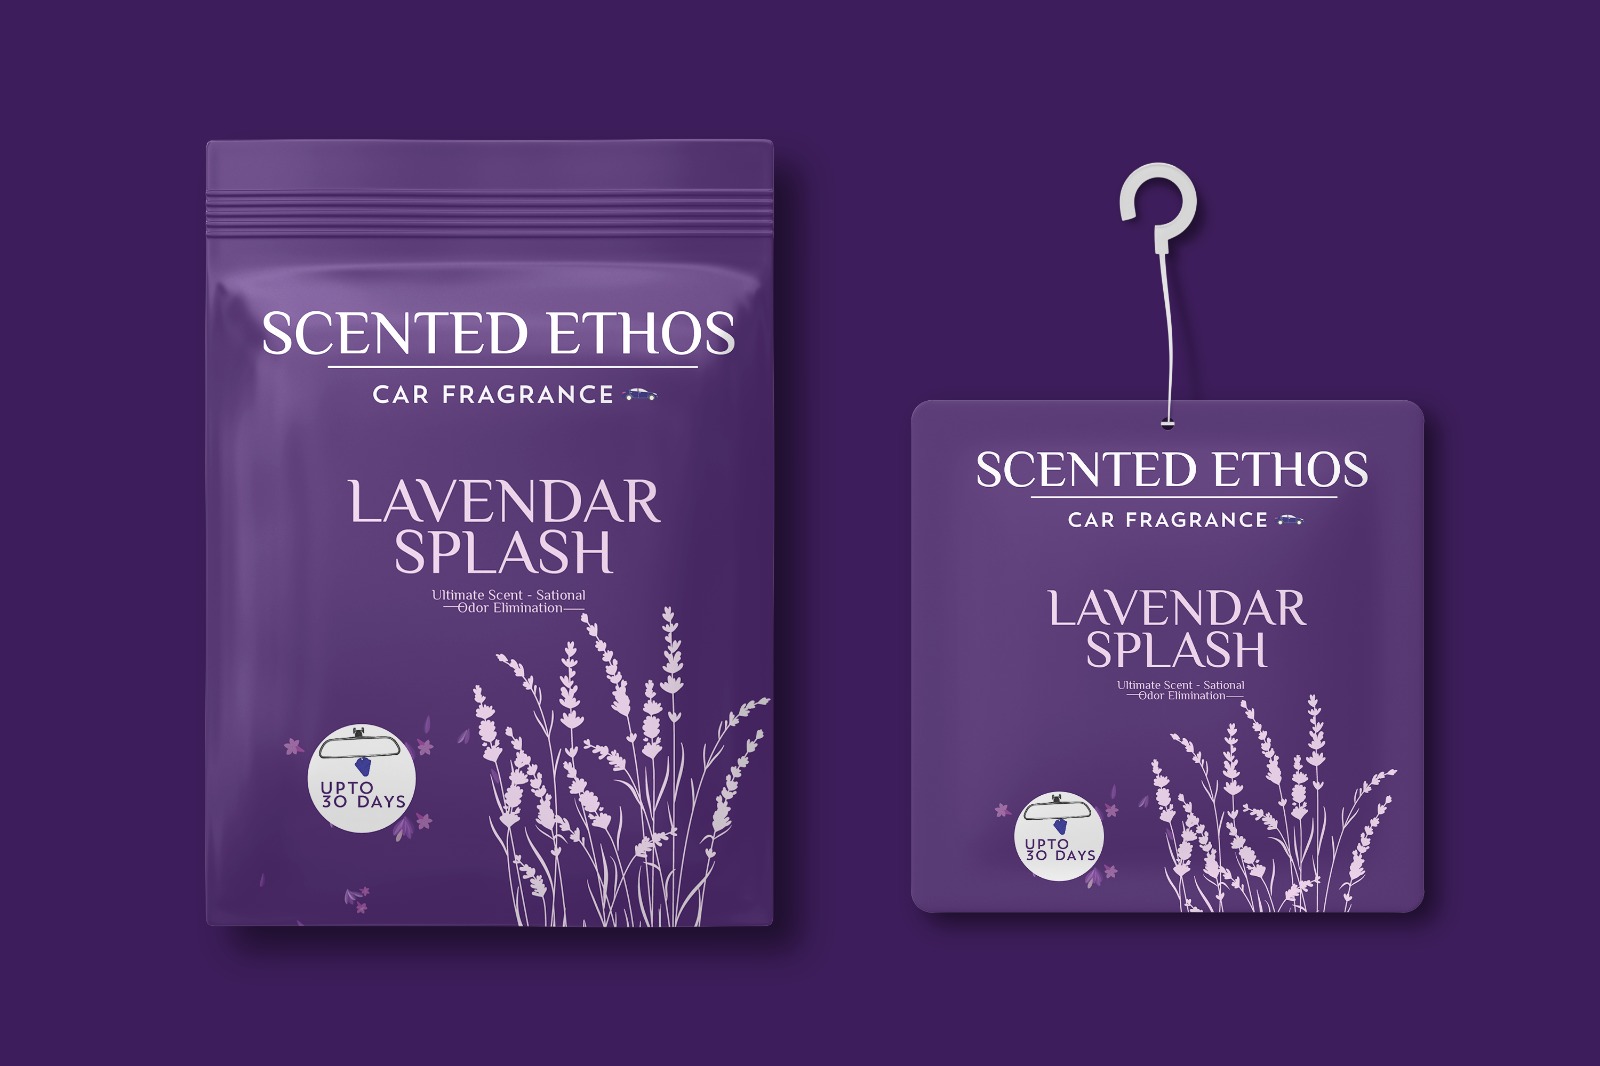 SCENTED ETHOS
CAR FRAGRANCE
LAVENDAR
SPLASH
Ultimate Scent - Sational
Odor Elimination
UPTO
30 DAYS
SCENTED ETHOS
CAR FRAGRANCE
LAVENDAR
SPLASH
Ultimate Scent - Sational
Odor Elimination
UPTO
30 DAYS